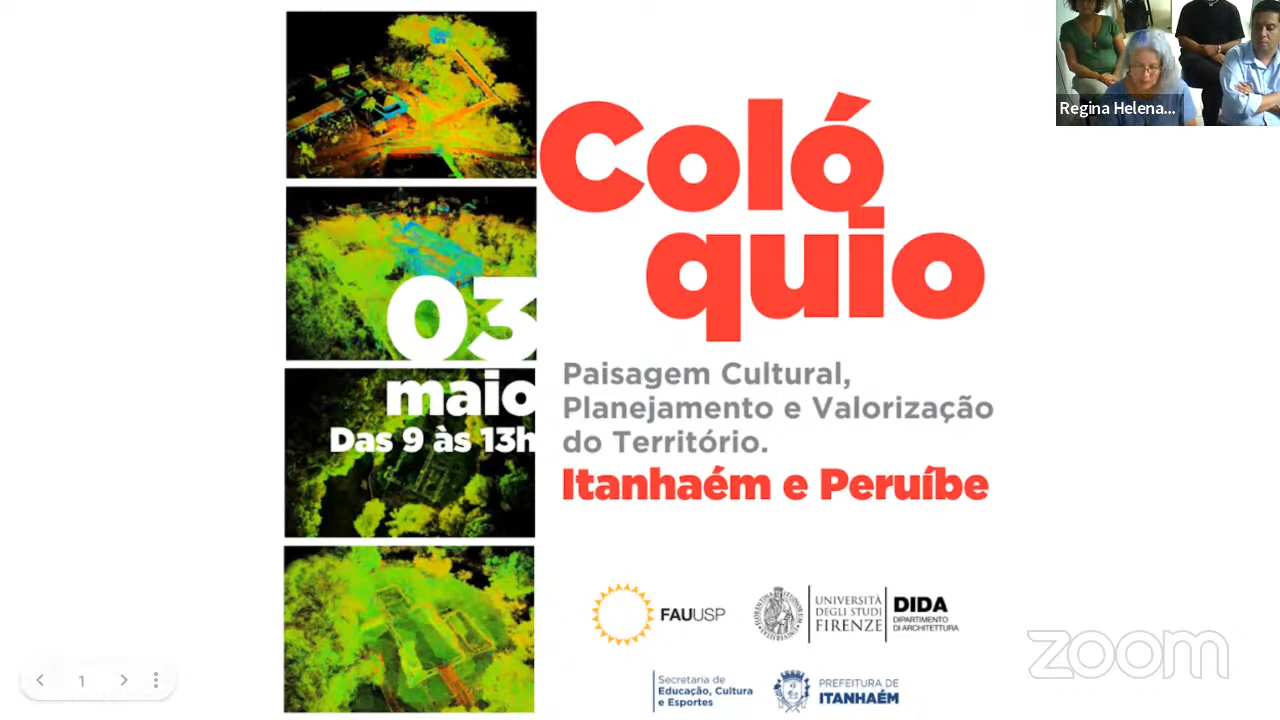 Regina Helena...
Coló
quio
03
maio
Das 9 às 13h
Paisagem Cultural,
Planejamento e Valorização
do Território.
Itanhaém e Peruíbe
FAUUSP
UNIVERSITÀ
DEGLI STUDI
FIRENZE
DIDA
DIPARTIMENTO
DI ARCHITETTURA
Secretaria de
Educação, Cultura
e Esportes
PREFEITURA DE
ITANHAÉM
zoom
1